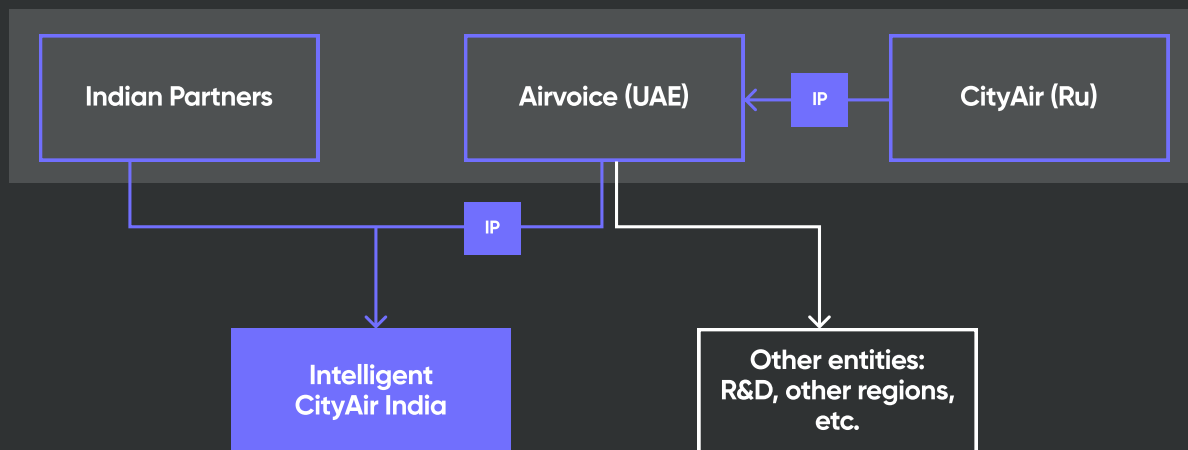 Indian Partners
Airvoice (UAE)
IP
CityAir (Ru)
IP
Intelligent
CityAir India
Other entities:
R&D, other regions,
etc.